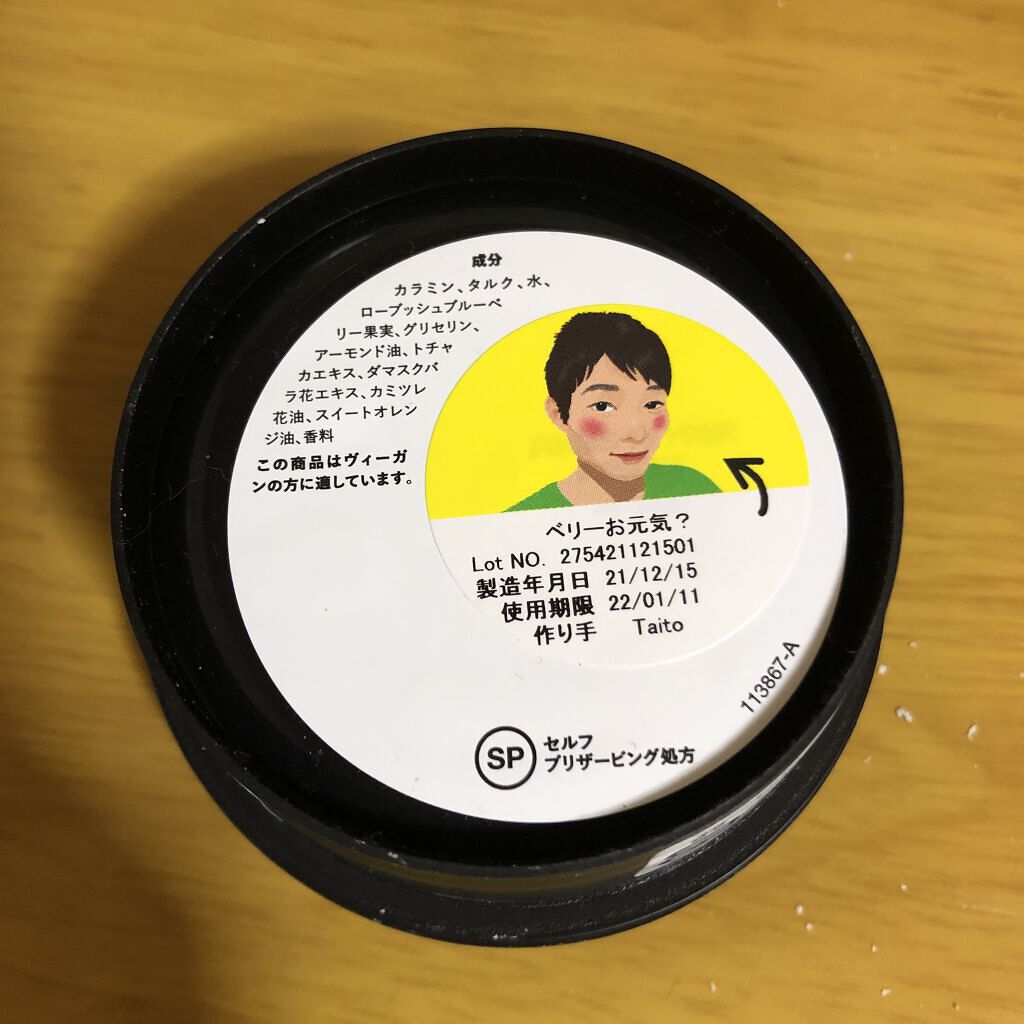 成分
カラミン、タルク、水、
ローブッシュブルーベ
リー果実、グリセリン、
アーモンド油、トチャ
カエキス、ダマスクバ
ラ花エキス、カミツレ
花油、スイートオレン
ジ油、香料
この商品はヴィーガ
ンの方に適しています。
ベリーお元気?
Lot NO. 275421121501
製造年月日 21/12/15
使用期限 22/01/11
作り手 Taito
113867-A
SP セルフ
プリザービング処方